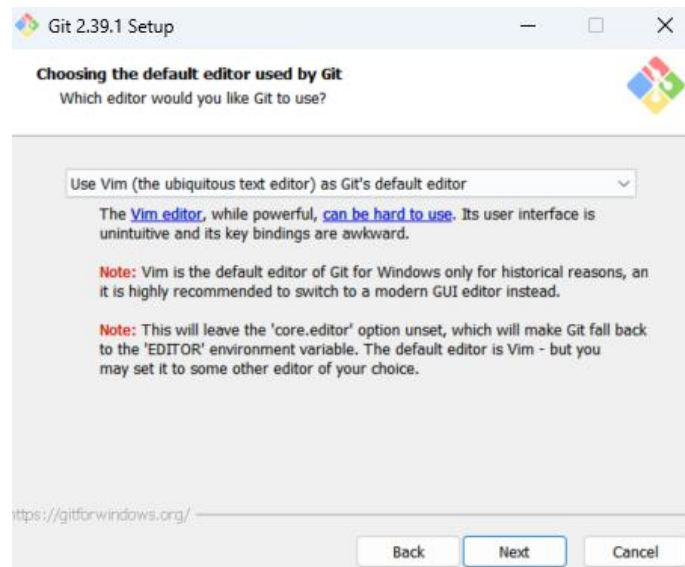 Git 2.39.1 Setup
Choosing the default editor used by Git
Which editor would you like Git to use?
Use Vim (the ubiquitous text editor) as Git's default editor
The Vim editor, while powerful, can be hard to use. Its user interface is
unintuitive and its key bindings are awkward.
Note: Vim is the default editor of Git for Windows only for historical reasons, an
it is highly recommended to switch to a modern GUI editor instead.
Note: This will leave the 'core.editor' option unset, which will make Git fall back
to the 'EDITOR' environment variable. The default editor is Vim - but you
may set it to some other editor of your choice.
ttps://gitforwindows.org/
Back Next Cancel